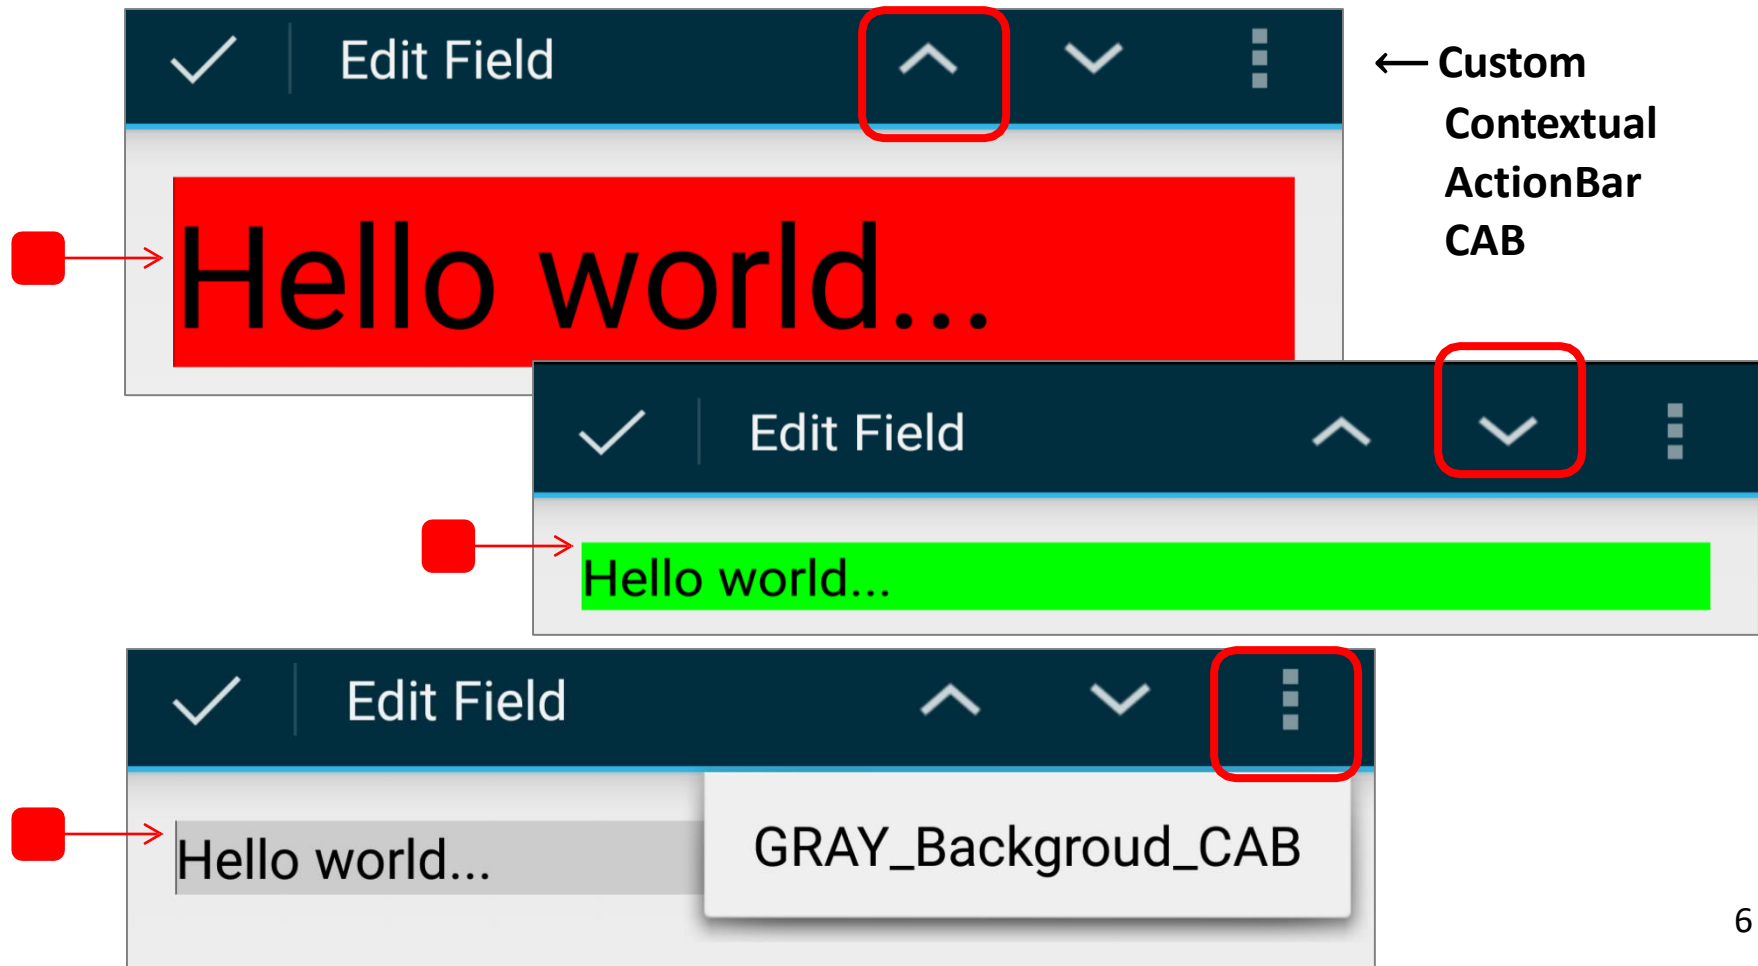 Edit Field
← Custom
Contextual
ActionBar
CAB
Hello world...
Edit Field
Hello world...
Edit Field
GRAY_Backgroud_CAB
Hello world...
6